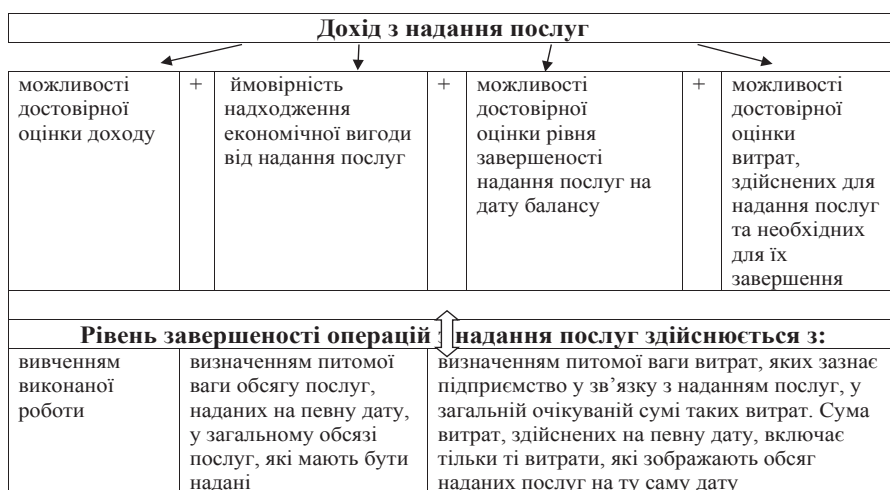 Дохід з надання послуг
можливості
достовірної
оцінки доходу
+
ймовірність
надходження
економічної вигоди
від надання послуг
+
можливості
достовірної
оцінки рівня
завершеності
надання послуг на
дату балансу
+
можливості
достовірної
оцінки
витрат,
здійснених для
надання послуг
та необхідних
для їх
завершення
Рівень завершеності операцій з надання послуг здійснюється з:
вивченням
виконаної
роботи
визначенням питомої
ваги обсягу послуг,
наданих на певну дату,
у загальному обсязі
послуг, які мають бути
надані
визначенням питомої ваги витрат, яких зазнає
підприємство у зв’язку з наданням послуг, у
загальній очікуваній сумі таких витрат. Сума
витрат, здійснених на певну дату, включає
тільки ті витрати, які зображають обсяг
наданих послуг на ту саму дату